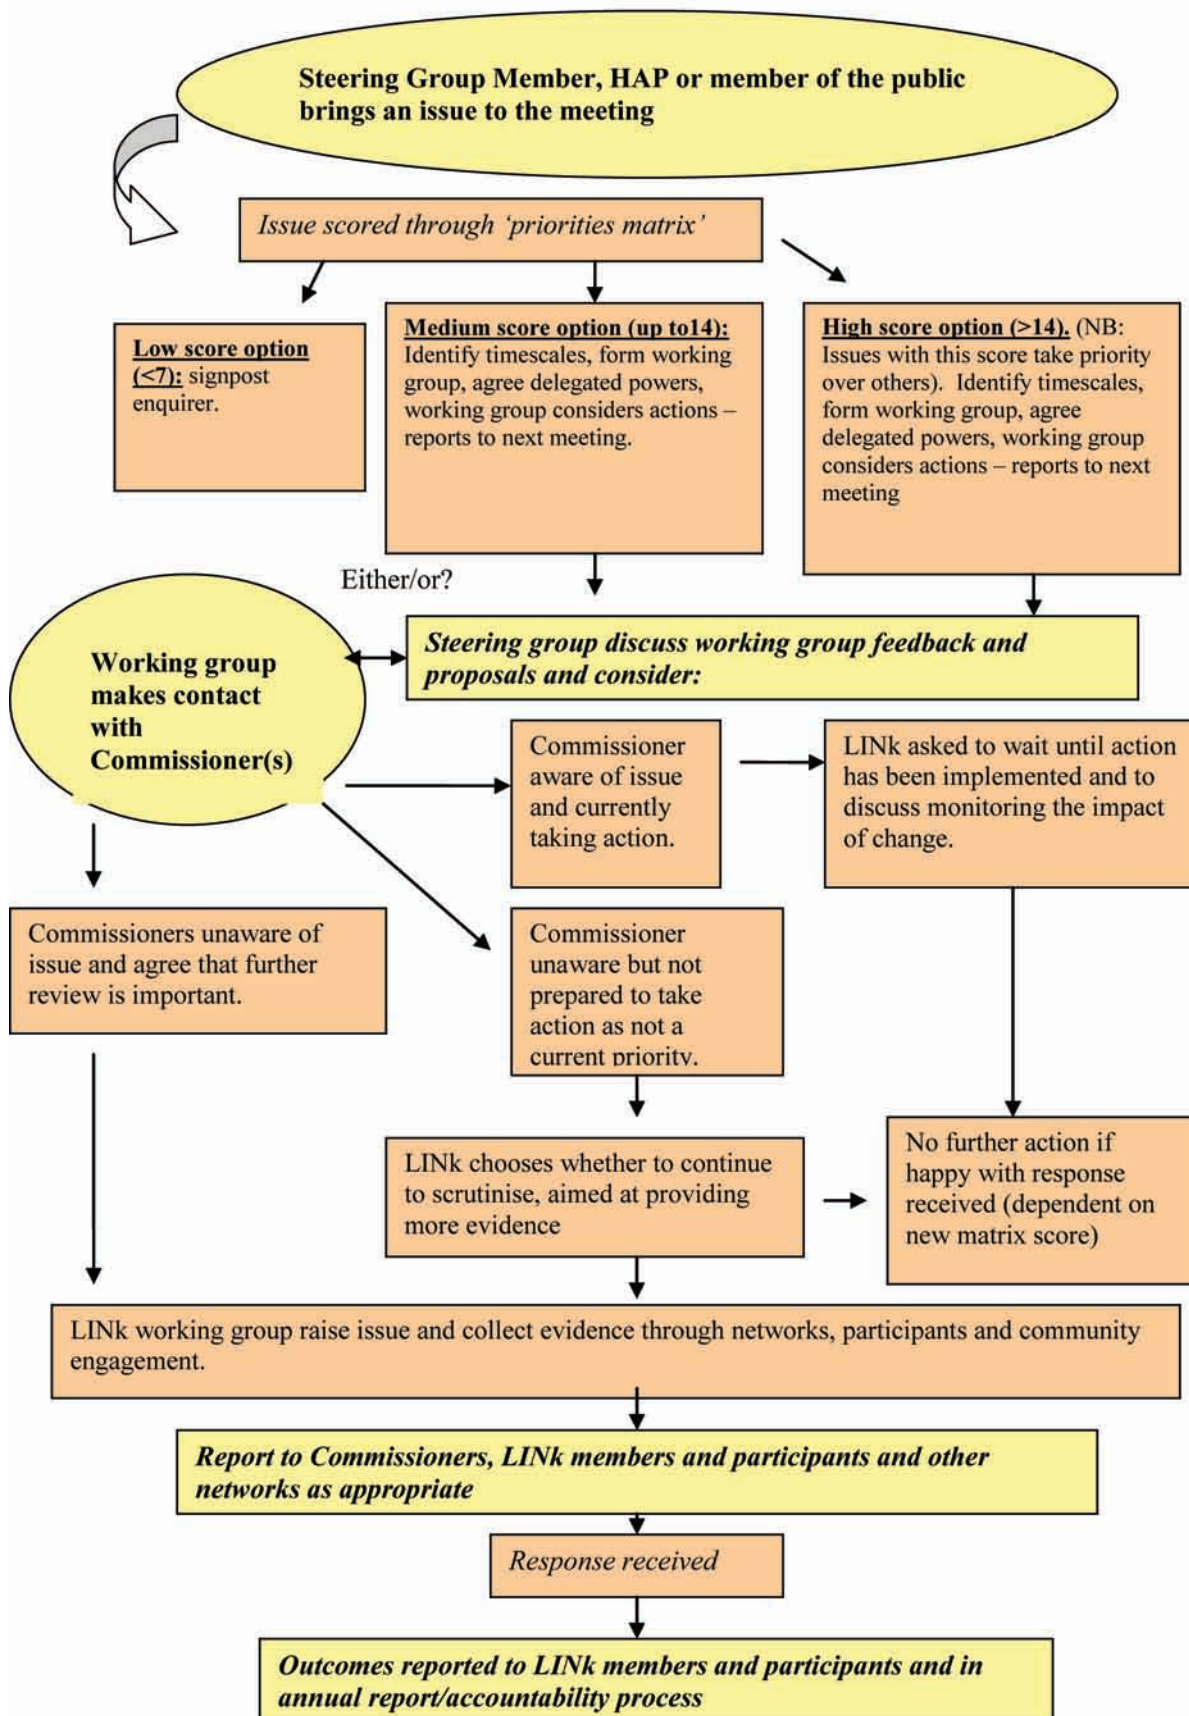 Steering Group Member, HAP or member of the public
brings an issue to the meeting
Issue scored through ‘priorities matrix’
Low score option
(<7): signpost
enquirer.
Medium score option (up to14):
Identify timescales, form working
group, agree delegated powers,
working group considers actions –
reports to next meeting.
High score option (>14). (NB:
Issues with this score take priority
over others). Identify timescales,
form working group, agree
delegated powers, working group
considers actions – reports to next
meeting
Either/or?
Steering group discuss working group feedback and
proposals and consider:
Working group
makes contact
with
Commissioner(s)
Commissioner
aware of issue
and currently
taking action.
LINk asked to wait until action
has been implemented and to
discuss monitoring the impact
of change.
Commissioners unaware of
issue and agree that further
review is important.
Commissioner
unaware but not
prepared to take
action as not a
current priority.
LINk chooses whether to continue
to scrutinise, aimed at providing
more evidence
No further action if
happy with response
received (dependent on
new matrix score)
LINk working group raise issue and collect evidence through networks, participants and community
engagement.
Report to Commissioners, LINk members and participants and other
networks as appropriate
Response received
Outcomes reported to LINk members and participants and in
annual report/accountability process